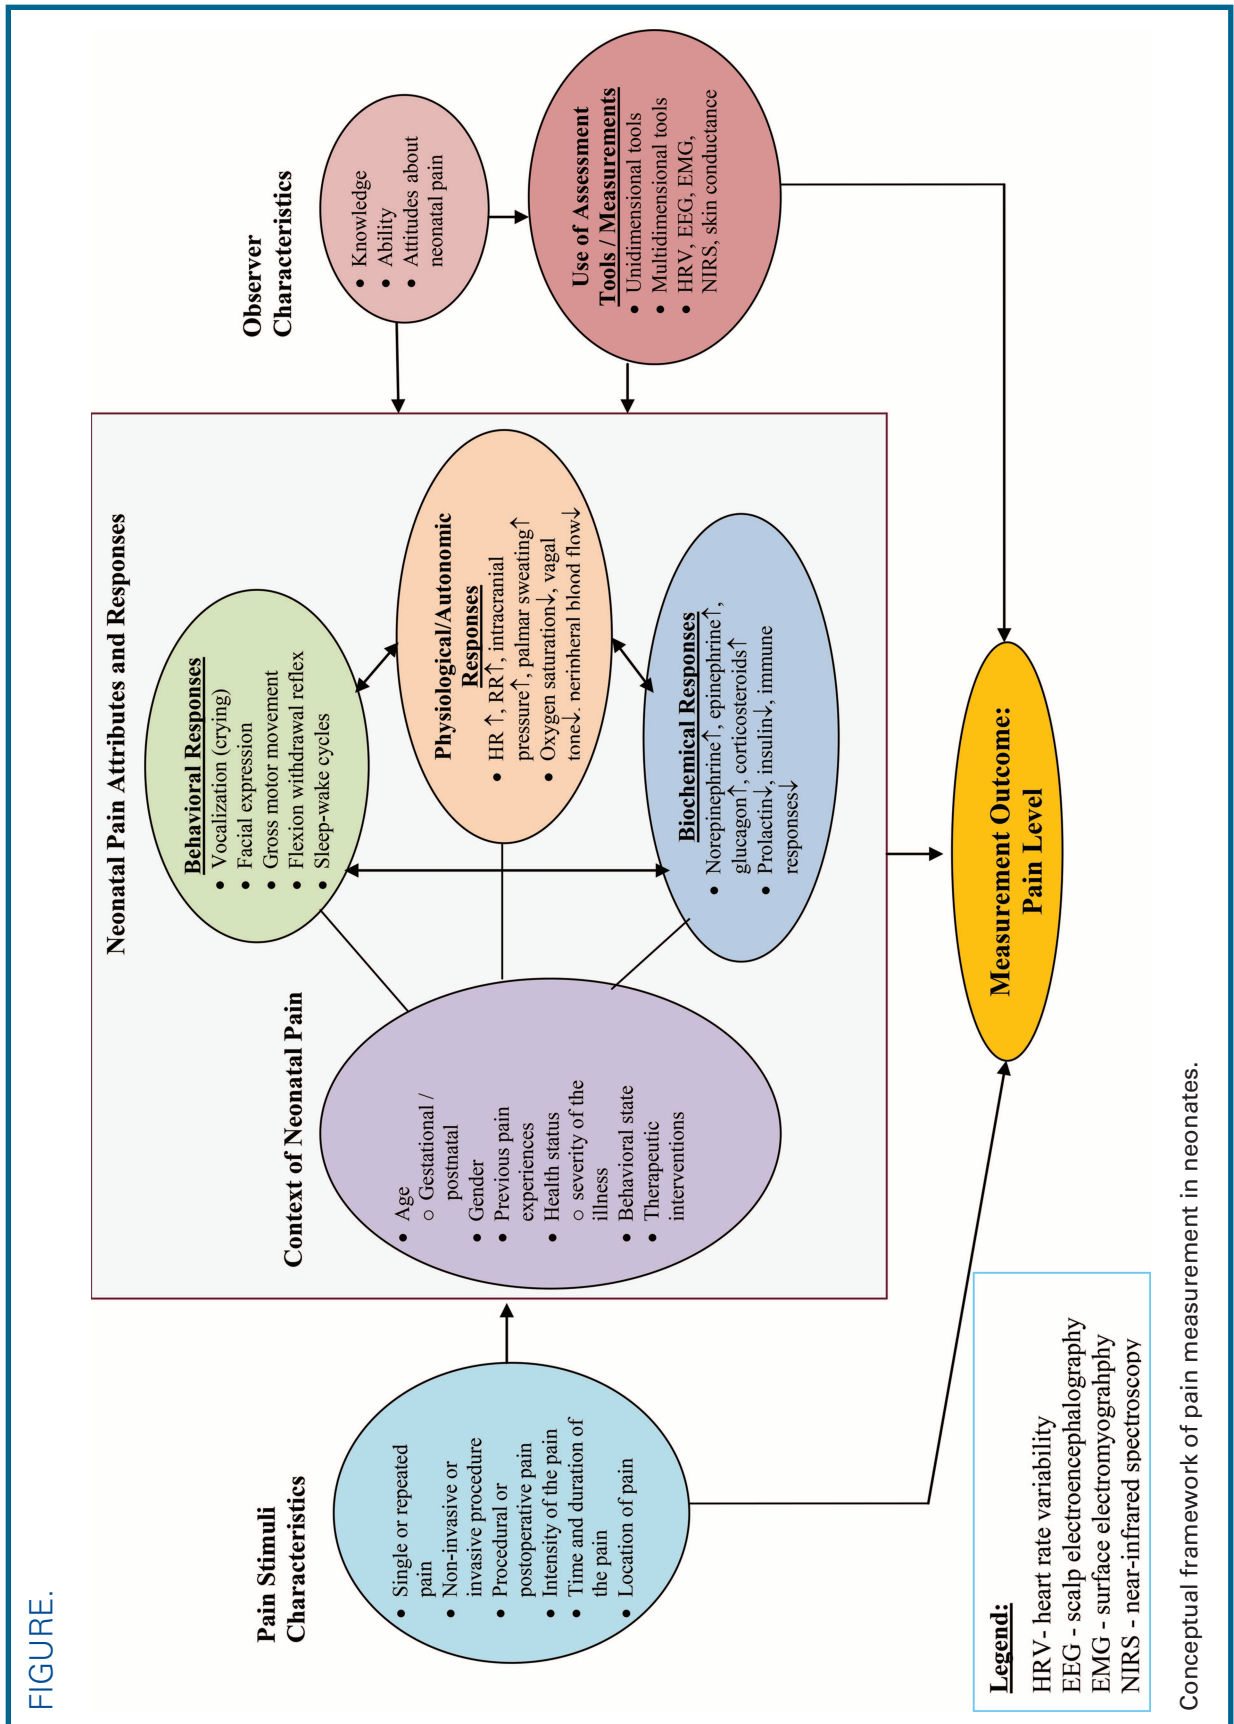 FIGURE.
Pain Stimuli
Characteristics
• Single or repeated
pain
• Non-invasive or
invasive procedure
• Procedural or
postoperative pain
• Intensity of the pain
• Time and duration of
the pain
• Location of pain
Neonatal Pain Attributes and Responses
Context of Neonatal Pain
• Age
○ Gestational /
postnatal
• Gender
• Previous pain
experiences
• Health status
○ severity of the
illness
• Behavioral state
• Therapeutic
interventions
Behavioral Responses
• Vocalization (crying)
• Facial expression
• Gross motor movement
• Flexion withdrawal reflex
• Sleep-wake cycles
Physiological/Autonomic
Responses
• HR↑, RR↑, intracranial
pressure↑, palmar sweating↑
• Oxygen saturation↓, vagal
tone↓. nerinheral blood flow↓
Biochemical Responses
• Norepinephrine↑, epinephrine↑,
glucagon↑, corticosteroids↑
• Prolactin↓, insulin↓, immune
responses↓
Observer
Characteristics
• Knowledge
• Ability
• Attitudes about
neonatal pain
Use of Assessment
Tools / Measurements
• Unidimensional tools
• Multidimensional tools
• HRV, EEG, EMG,
NIRS, skin conductance
Measurement Outcome:
Pain Level
Legend:
HRV - heart rate variability
EEG - scalp electroencephalography
EMG - surface electromyograhphy
NIRS - near-infrared spectroscopy
Conceptual framework of pain measurement in neonates.